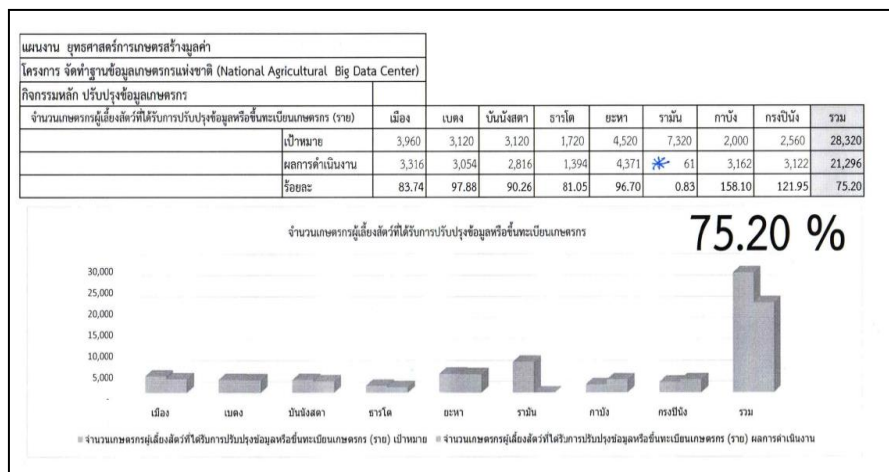 แผนงาน ยุทธศาสตร์การเกษตรสร้างมูลค่า
โครงการ จัดทำฐานข้อมูลเกษตรกรแห่งชาติ (National Agricultural Big Data Center)
กิจกรรมหลัก ปรับปรุงข้อมูลเกษตรกร
จำนวนเกษตรกรผู้เลี้ยงสัตว์ที่ได้รับการปรับปรุงข้อมูลหรือขึ้นทะเบียนเกษตรกร (ราย) เมือง เบตง บันนังสตา ธารโต ยะหา รามัน กาบัง กรงปินัง รวม
เป้าหมาย 3,960 3,120 3,120 1,720 4,520 7,320 2,000 2,560 28,320
ผลการดำเนินงาน 3,316 3,054 2,816 1,394 4,371 * 61 3,162 3,122 21,296
ร้อยละ 83.74 97.88 90.26 81.05 96.70 0.83 158.10 121.95 75.20
จำนวนเกษตรกรผู้เลี้ยงสัตว์ที่ได้รับการปรับปรุงข้อมูลหรือขึ้นทะเบียนเกษตรกร
75.20 %
30,000
25,000
20,000
15,000
10,000
5,000
-
เมือง เบตง บันนังสตา ธารโต ยะหา รามัน กาบัง กรงปินัง รวม
จำนวนเกษตรกรผู้เลี้ยงสัตว์ที่ได้รับการปรับปรุงข้อมูลหรือขึ้นทะเบียนเกษตรกร (ราย) เป้าหมาย จำนวนเกษตรกรผู้เลี้ยงสัตว์ที่ได้รับการปรับปรุงข้อมูลหรือขึ้นทะเบียนเกษตรกร (ราย) ผลการดำเนินงาน